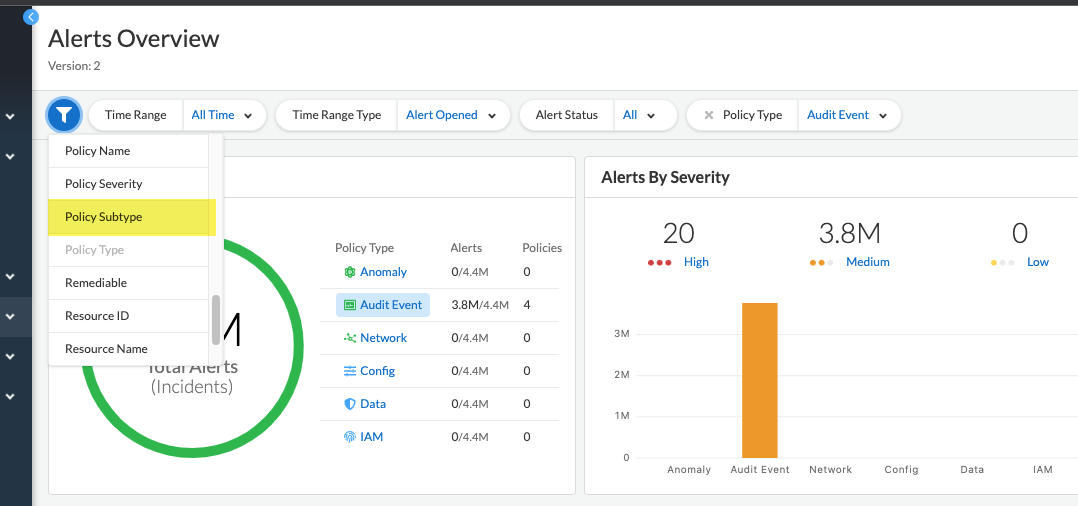 Alerts Overview
Version: 2
Time Range All Time
Time Range Type Alert Opened
Alert Status All
Policy Type Audit Event
Policy Name
Policy Severity
Policy Subtype
Policy Type
Remediable
Resource ID
Resource Name
M
Total Alerts
(Incidents)
Policy Type Alerts Policies
Anomaly 0/4.4M 0
Audit Event 3.8M/4.4M 4
Network 0/4.4M 0
Config 0/4.4M 0
Data 0/4.4M 0
IAM 0/4.4M 0
Alerts By Severity
20 3.8M 0
High Medium Low
3M
2M
1M
0
Anomaly Audit Event Network Config Data IAM